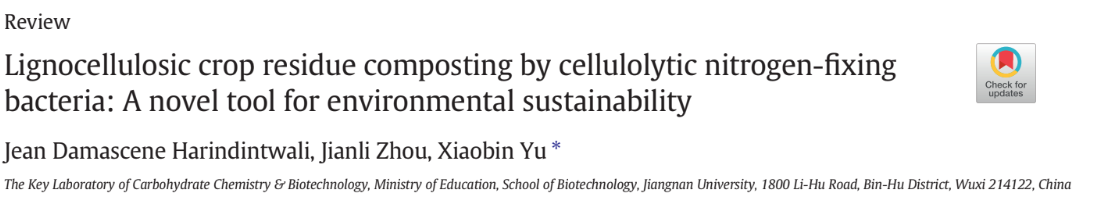 Review
Lignocellulosic crop residue composting by cellulolytic nitrogen-fixing
bacteria: A novel tool for environmental sustainability
Check for
updates
Jean Damascene Harindintwali, Jianli Zhou, Xiaobin Yu *
The Key Laboratory of Carbohydrate Chemistry & Biotechnology, Ministry of Education, School of Biotechnology, Jiangnan University, 1800 Li-Hu Road, Bin-Hu District, Wuxi 214122, China